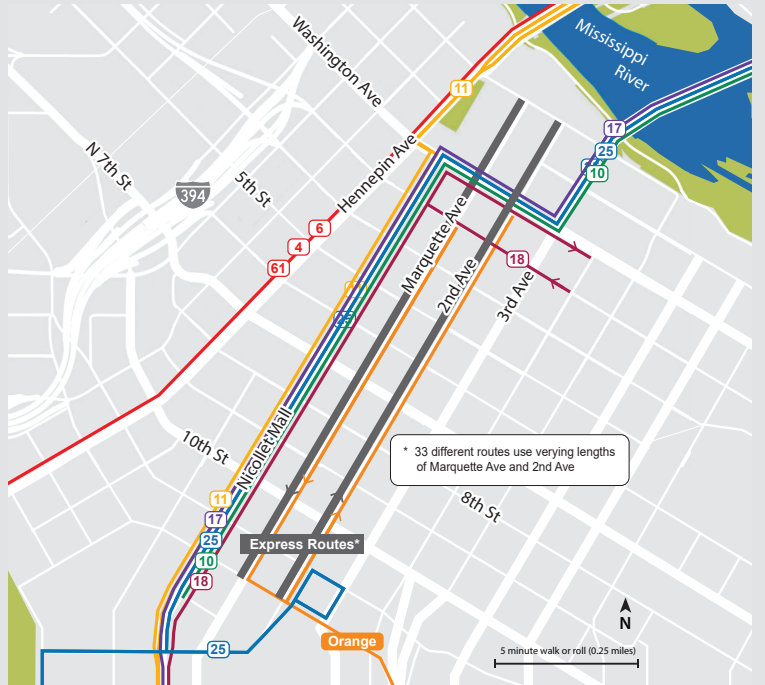 Mississippi
River
Washington Ave
11
17
25
10
N 7th St
5th St
394
Hennepin Ave
6
4
61
Marquette Ave
2nd Ave
18
3rd Ave
Nicollet Mall
10th St
* 33 different routes use verying lengths
of Marquette Ave and 2nd Ave
8th St
11
17
25
10
18
Express Routes*
Orange
25
N
5 minute walk or roll (0.25 miles)